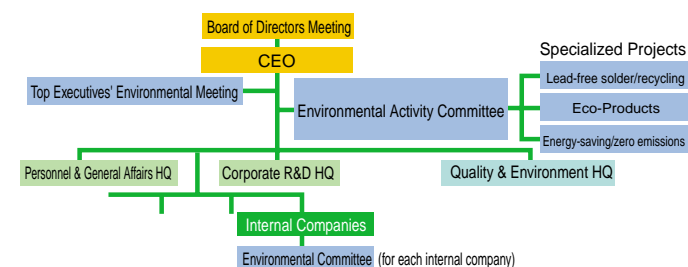 Board of Directors Meeting
CEO
Specialized Projects
Lead-free solder/recycling
Top Executives' Environmental Meeting
Environmental Activity Committee
Eco-Products
Energy-saving/zero emissions
Personnel & General Affairs HQ
Corporate R&D HQ
Quality & Environment HQ
Internal Companies
Environmental Committee (for each internal company)